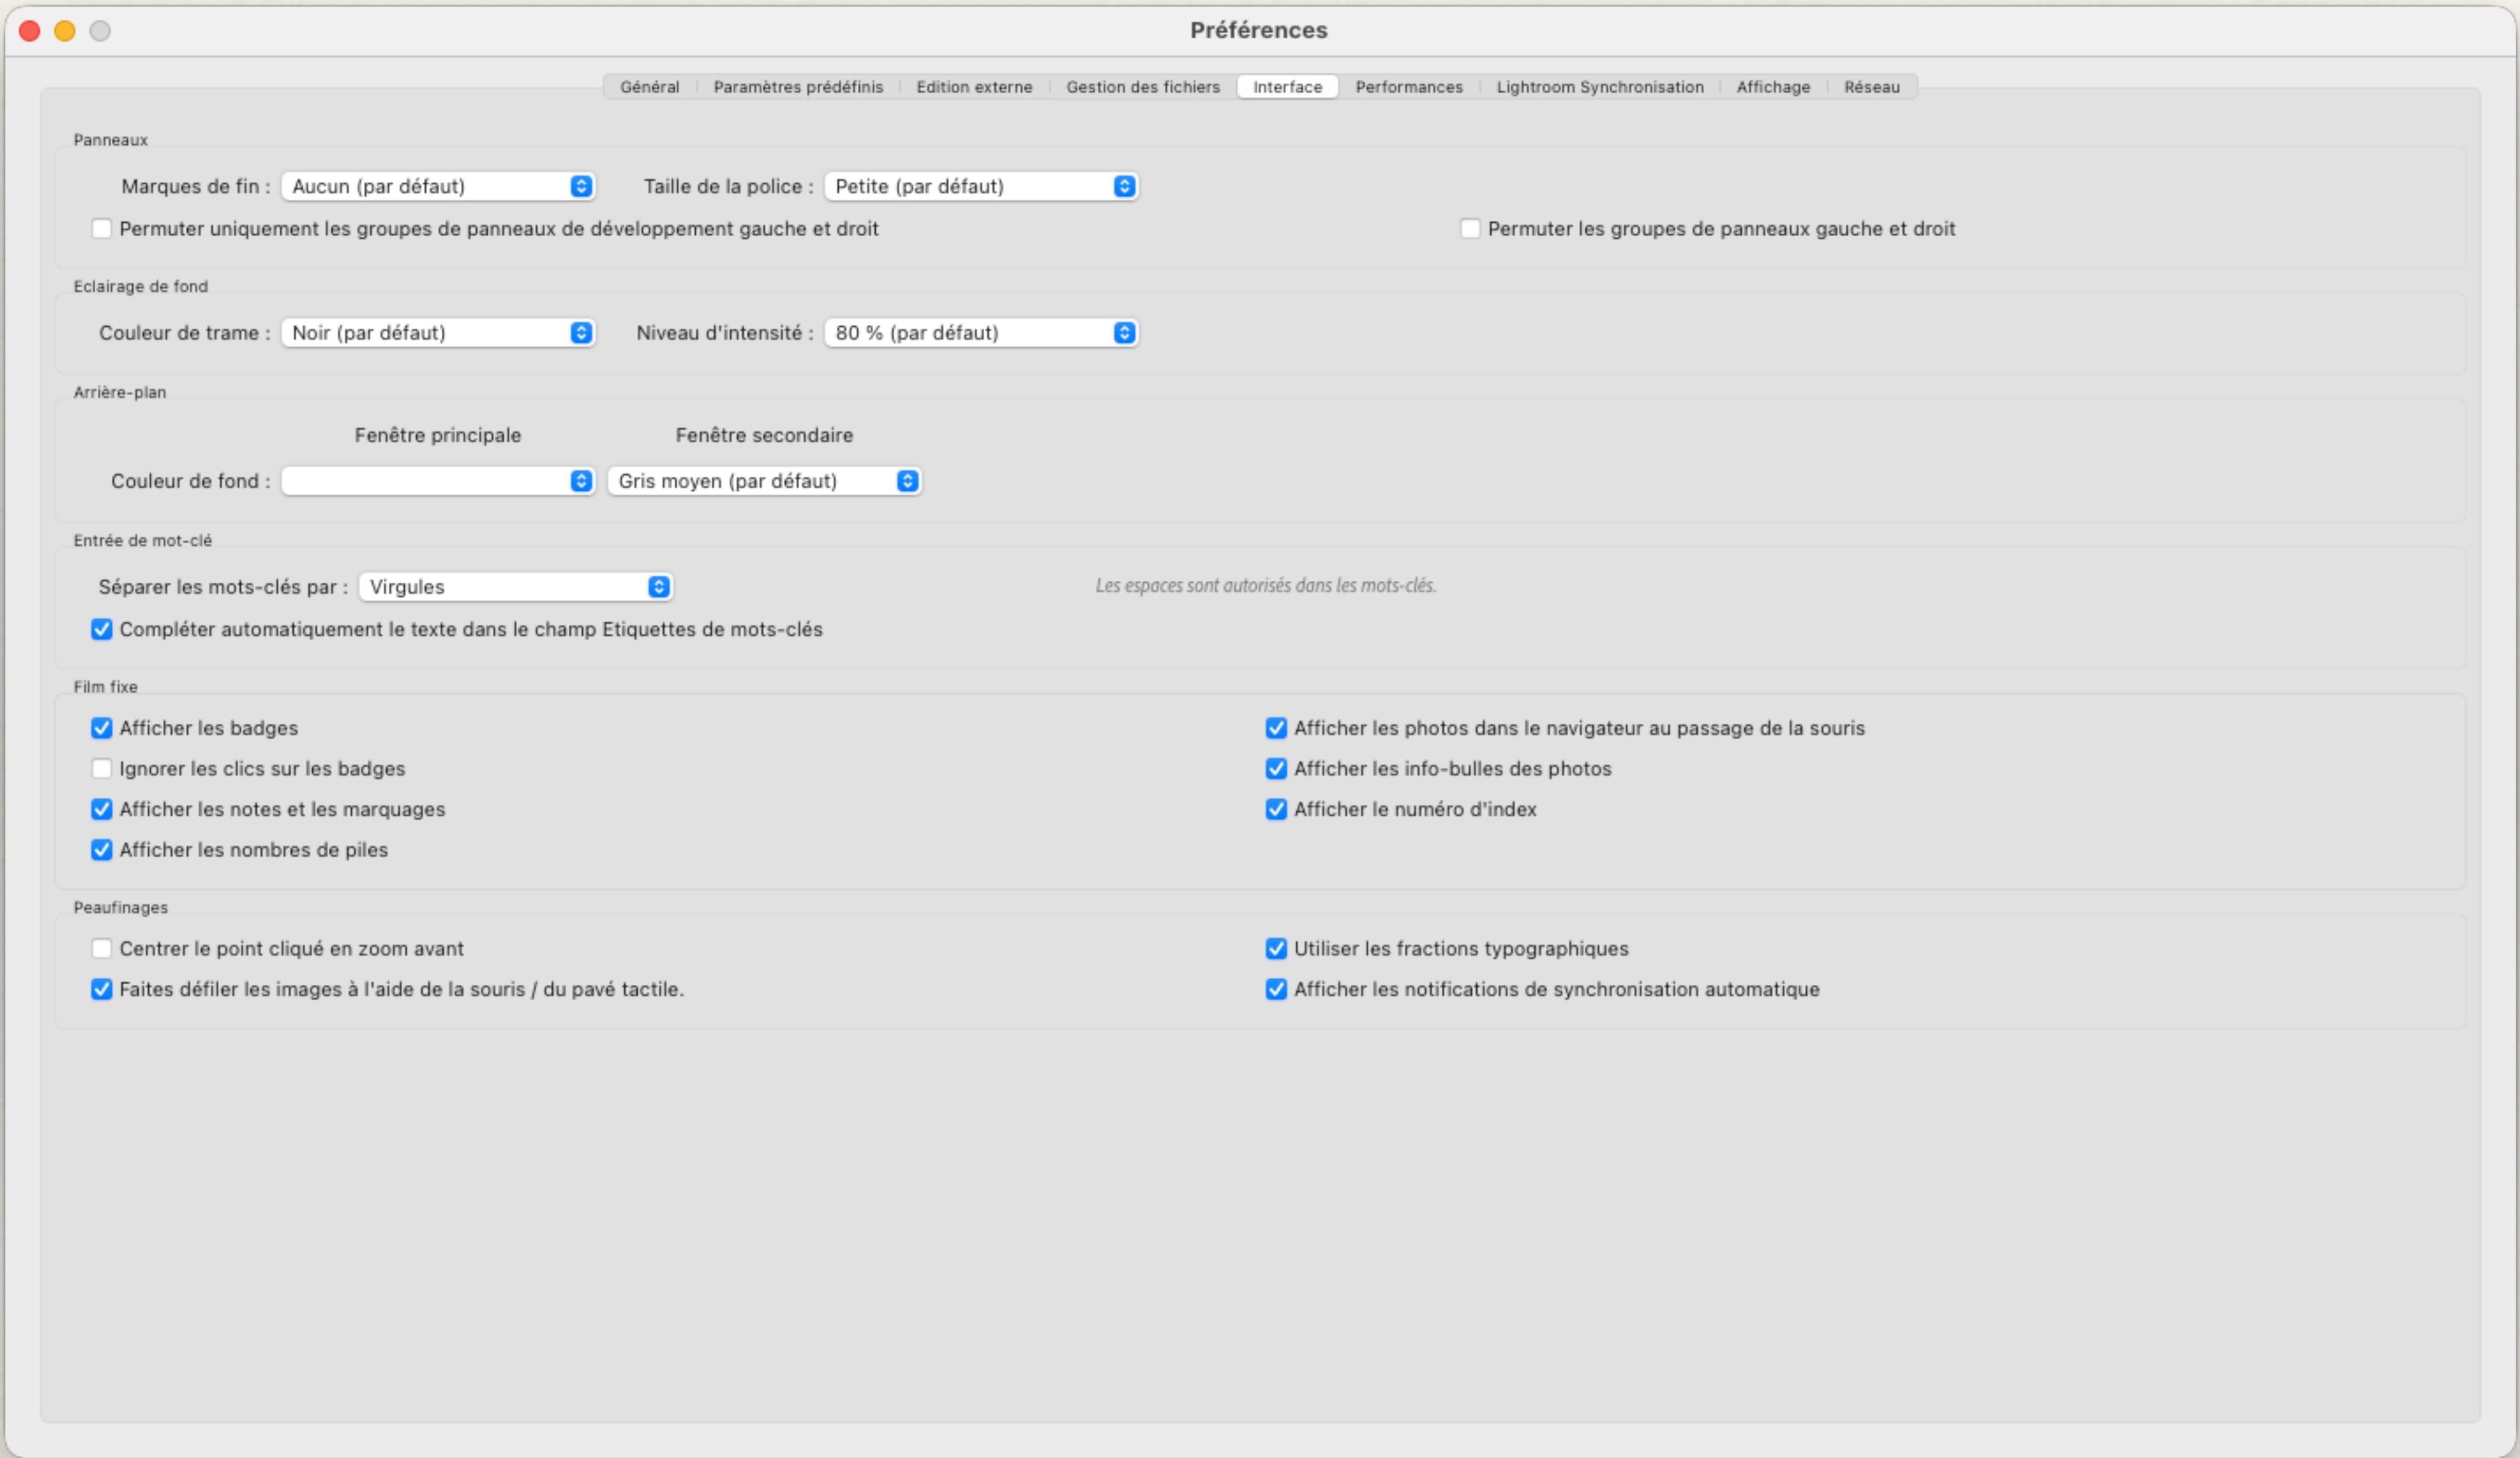 Préférences
Général Paramètres prédéfinis Edition externe Gestion des fichiers Interface Performances Lightroom Synchronisation Affichage Réseau
Panneaux
Marques de fin : Aucun (par défaut) Taille de la police : Petite (par défaut)
Permuter uniquement les groupes de panneaux de développement gauche et droit Permuter les groupes de panneaux gauche et droit
Eclairage de fond
Couleur de trame : Noir (par défaut) Niveau d'intensité : 80 % (par défaut)
Arrière-plan
Fenêtre principale Fenêtre secondaire
Couleur de fond : Gris moyen (par défaut)
Entrée de mot-clé
Séparer les mots-clés par : Virgules Les espaces sont autorisés dans les mots-clés.
Compléter automatiquement le texte dans le champ Etiquettes de mots-clés
Film fixe
Afficher les badges Afficher les photos dans le navigateur au passage de la souris
Ignorer les clics sur les badges Afficher les info-bulles des photos
Afficher les notes et les marquages Afficher le numéro d'index
Afficher les nombres de piles
Peaufinages
Centrer le point cliqué en zoom avant Utiliser les fractions typographiques
Faites défiler les images à l'aide de la souris / du pavé tactile. Afficher les notifications de synchronisation automatique